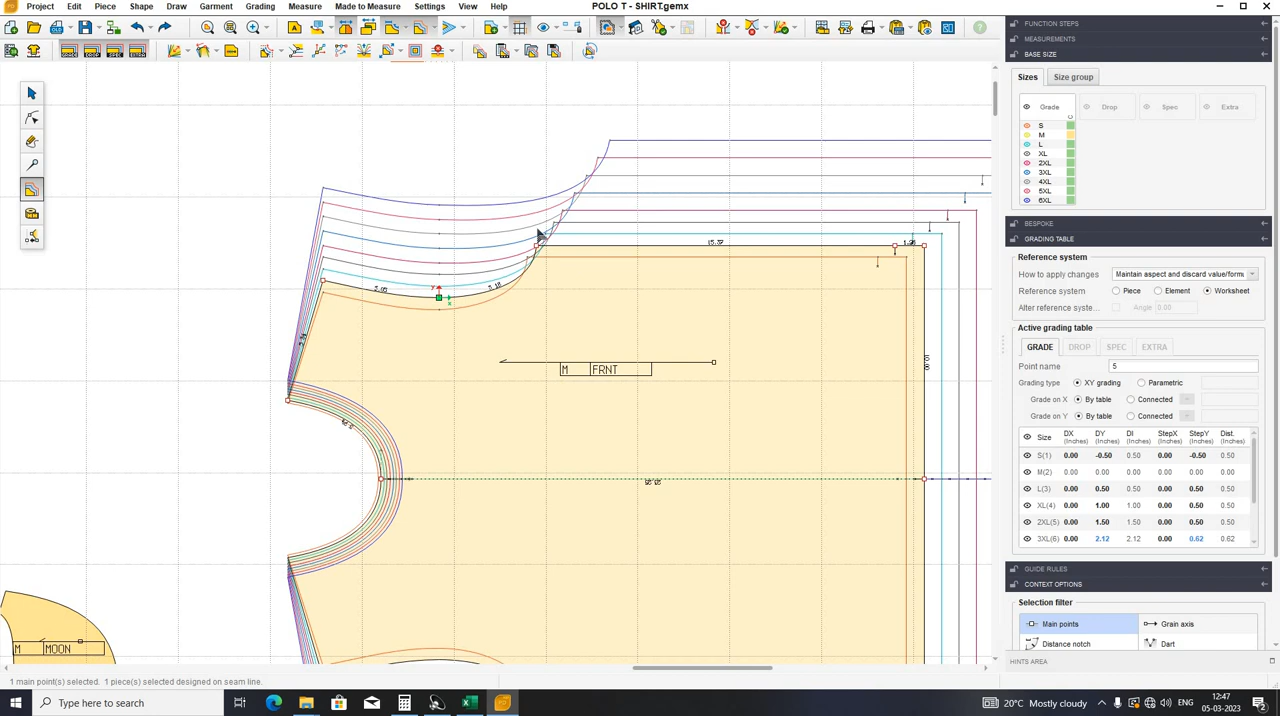 Project Edit Piece Shape Draw Garment Grading Measure Made to Measure Settings View Help
POLO T - SHIRT.gemx
FUNCTION STEPS
MEASUREMENTS
BASE SIZE
Sizes Size group
Grade Drop Spec Extra
S
M
L
XL
2XL
3XL
4XL
5XL
6XL
BESPOKE
GRADING TABLE
Reference system
How to apply changes Maintain aspect and discard value/formu
Reference system Piece Element Worksheet
Alter reference syste... Angle 0.00
Active grading table
GRADE DROP SPEC EXTRA
Point name 5
Grading type XY grading Parametric
Grade on X By table Connected
Grade on Y By table Connected
Size DX (Inches) DY (Inches) DI (Inches) StepX (Inches) StepY (Inches) Dist. (Inches)
S(1) 0.00 -0.50 0.50 0.00 -0.50 0.50
M(2) 0.00 0.00 0.00 0.00 0.00 0.00
L(3) 0.00 0.50 0.50 0.00 0.50 0.50
XL(4) 0.00 1.00 1.00 0.00 0.50 0.50
2XL(5) 0.00 1.50 1.50 0.00 0.50 0.50
3XL(6) 0.00 2.12 2.12 0.00 0.62 0.62
GUIDE RULES
CONTEXT OPTIONS
Selection filter
Main points Grain axis
Distance notch Dart
HINTS AREA
M FRNT
M MOON
y
x
1 main point(s) selected. 1 piece(s) selected designed on seam line.
Type here to search
20°C Mostly cloudy
ENG
12:47
05-03-2023